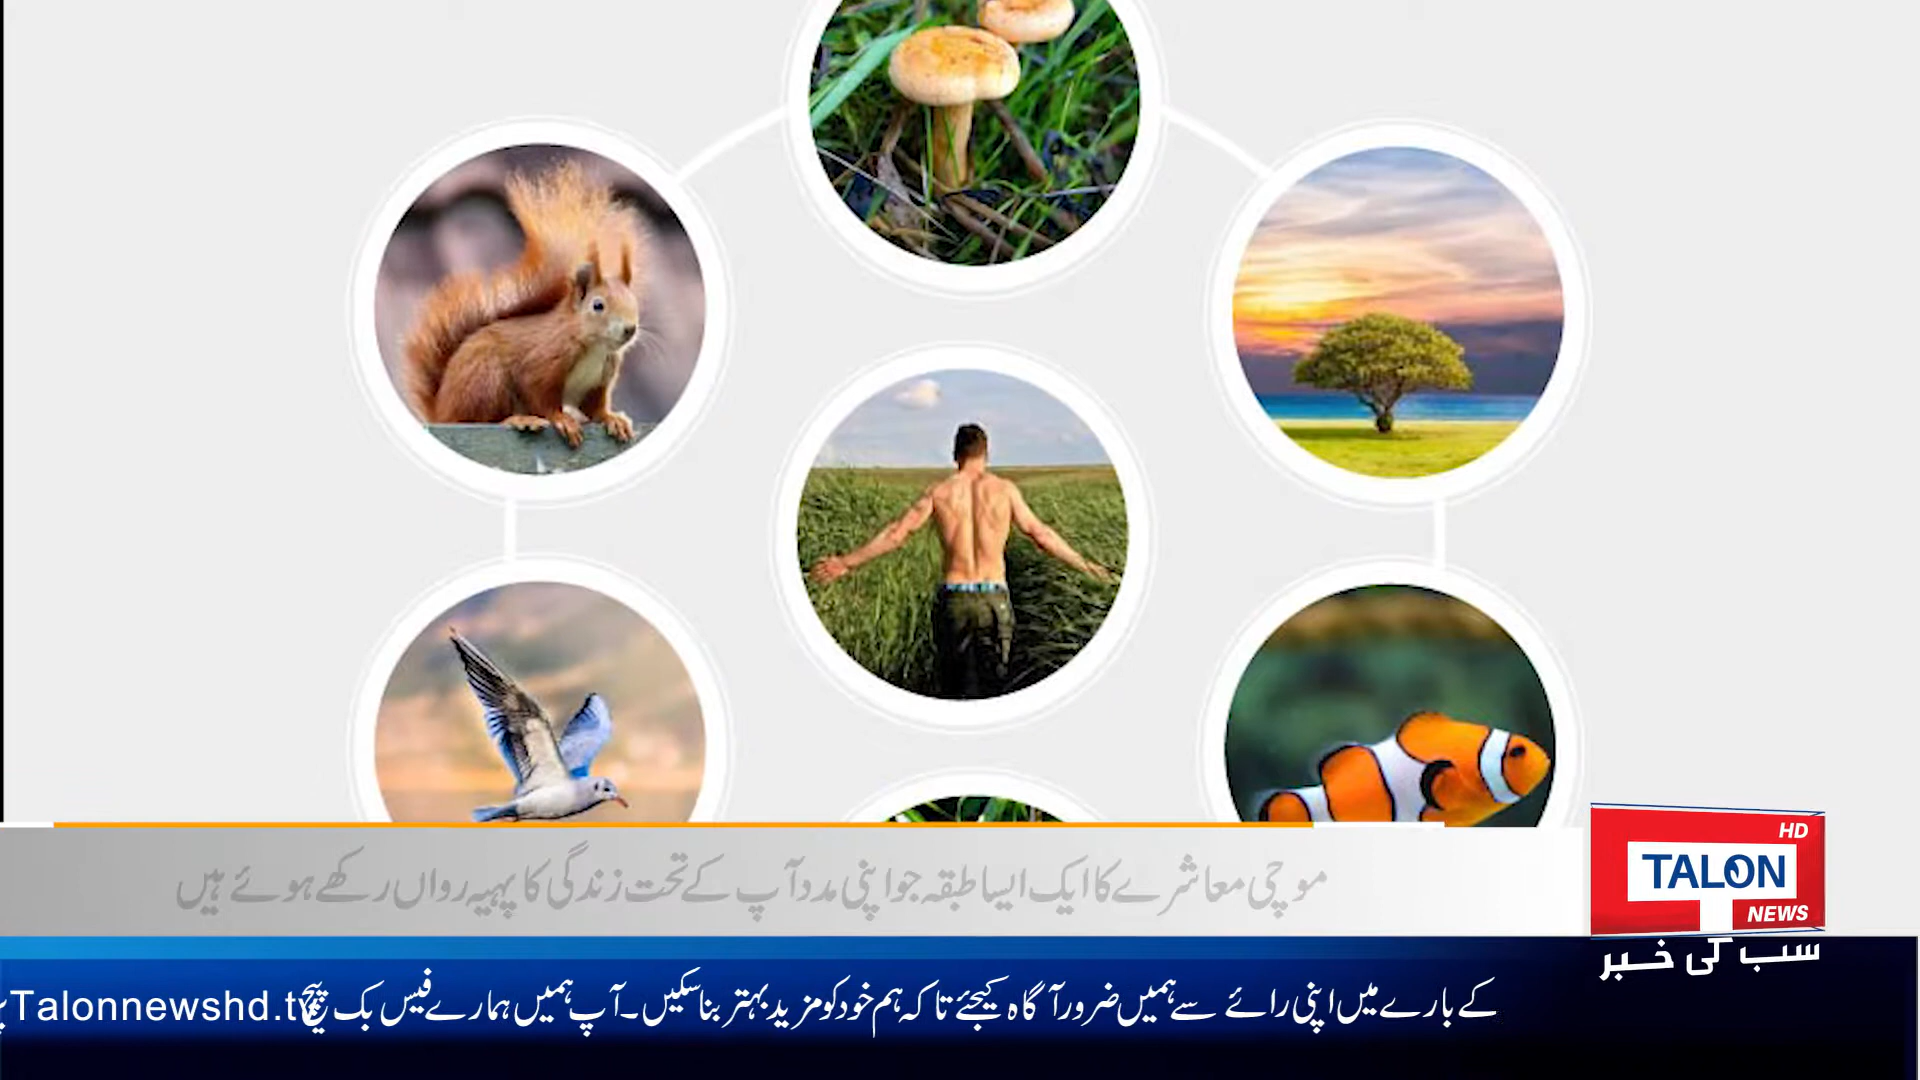 موچی معاشرے کا ایک ایسا طبقہ جو اپنی مدد آپ کے تحت زندگی کا پہیہ رواں رکھے ہوئے ہیں
HD
TALON
NEWS
سب کی خبر
کے بارے میں اپنی رائے سے ہمیں ضرور آگاہ کیجئے تاکہ ہم خود کو مزید بہتر بنا سکیں۔ آپ ہمیں ہمارے فیس بک پیج Talonnewshd.tv